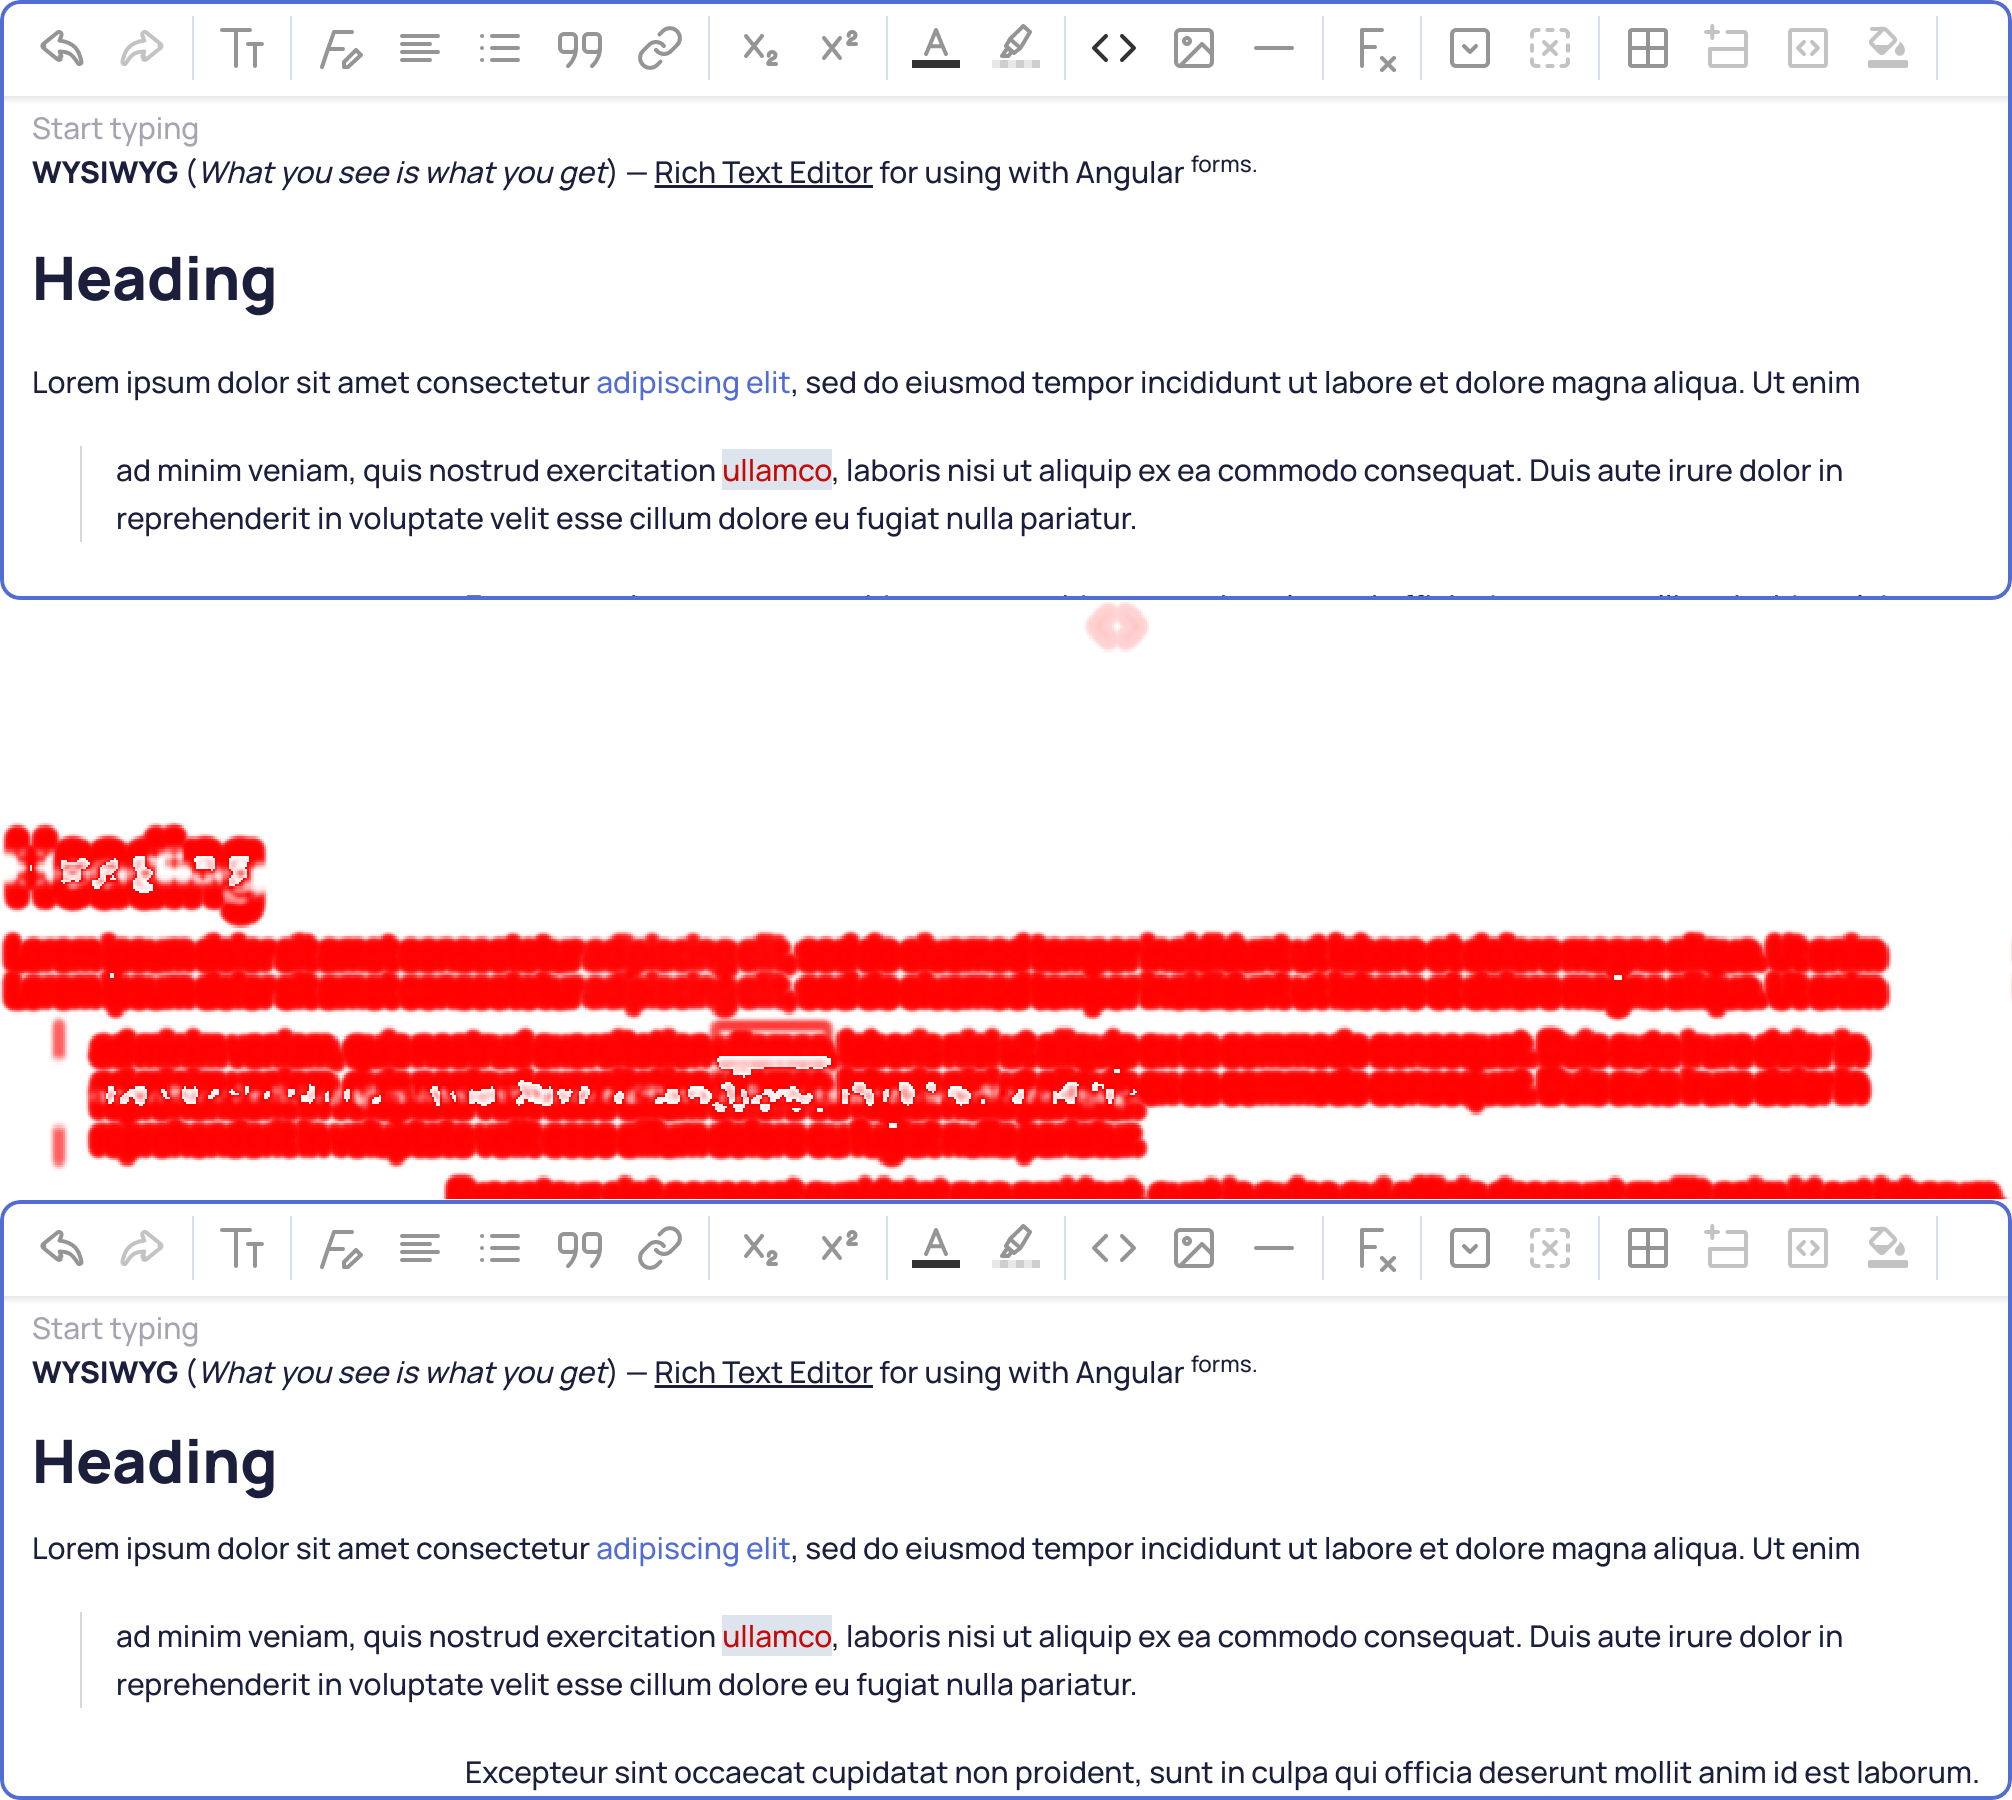 Start typing
WYSIWYG (What you see is what you get) — Rich Text Editor for using with Angular forms.
Heading
Lorem ipsum dolor sit amet consectetur adipiscing elit, sed do eiusmod tempor incididunt ut labore et dolore magna aliqua. Ut enim
ad minim veniam, quis nostrud exercitation ullamco, laboris nisi ut aliquip ex ea commodo consequat. Duis aute irure dolor in
reprehenderit in voluptate velit esse cillum dolore eu fugiat nulla pariatur.
Start typing
WYSIWYG (What you see is what you get) — Rich Text Editor for using with Angular forms.
Heading
Lorem ipsum dolor sit amet consectetur adipiscing elit, sed do eiusmod tempor incididunt ut labore et dolore magna aliqua. Ut enim
ad minim veniam, quis nostrud exercitation ullamco, laboris nisi ut aliquip ex ea commodo consequat. Duis aute irure dolor in
reprehenderit in voluptate velit esse cillum dolore eu fugiat nulla pariatur.
Excepteur sint occaecat cupidatat non proident, sunt in culpa qui officia deserunt mollit anim id est laborum.